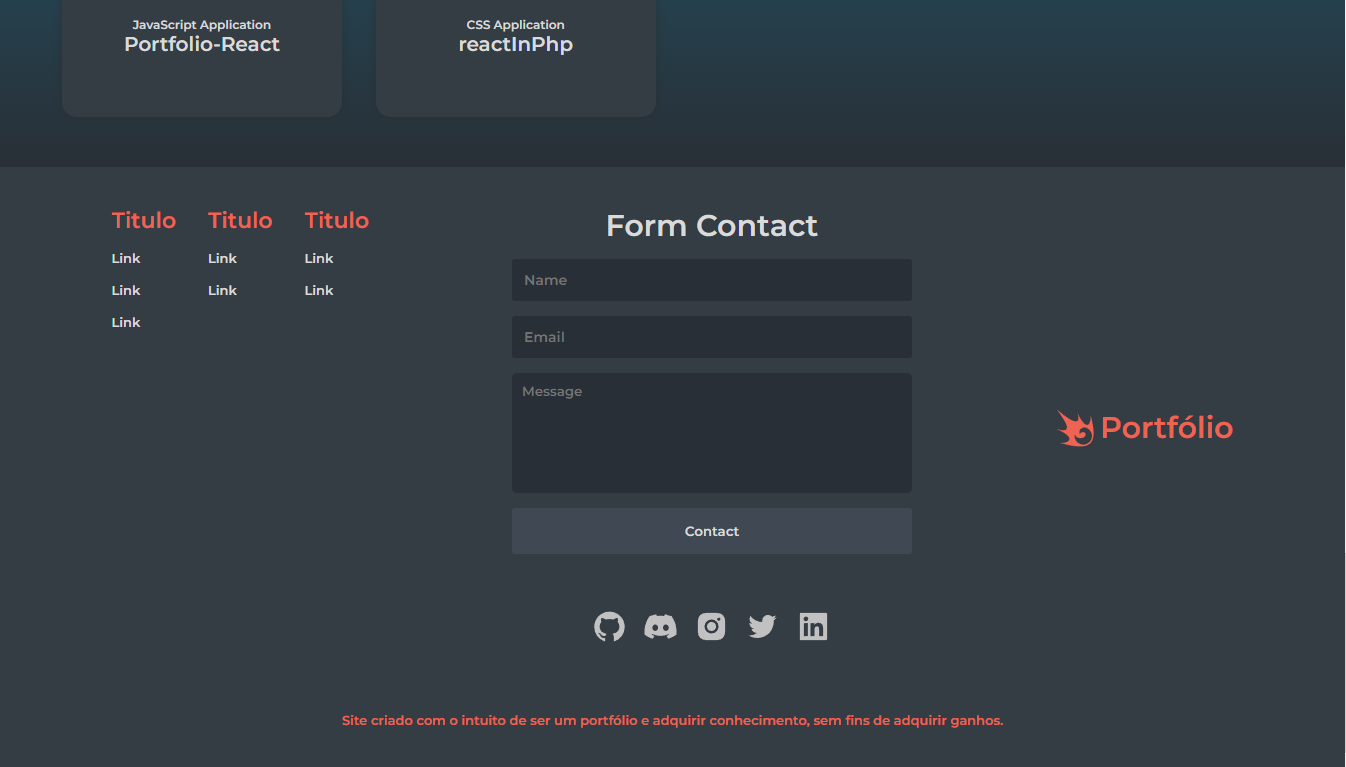 JavaScript Application
Portfolio-React
CSS Application
reactInPhp
Titulo
Link
Link
Link
Titulo
Link
Link
Titulo
Link
Link
Form Contact
Name
Email
Message
Contact
Portfólio
Site criado com o intuito de ser um portfólio e adquirir conhecimento, sem fins de adquirir ganhos.